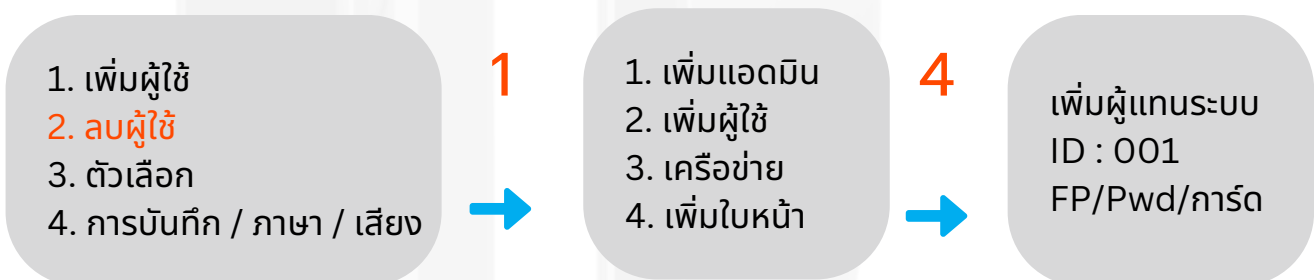 1. เพิ่มผู้ใช้
2. ลบผู้ใช้
3. ตัวเลือก
4. การบันทึก / ภาษา / เสียง
1
1. เพิ่มแอดมิน
2. เพิ่มผู้ใช้
3. เครือข่าย
4. เพิ่มใบหน้า
4
เพิ่มผู้แทนระบบ
ID : 001
FP/Pwd/การ์ด